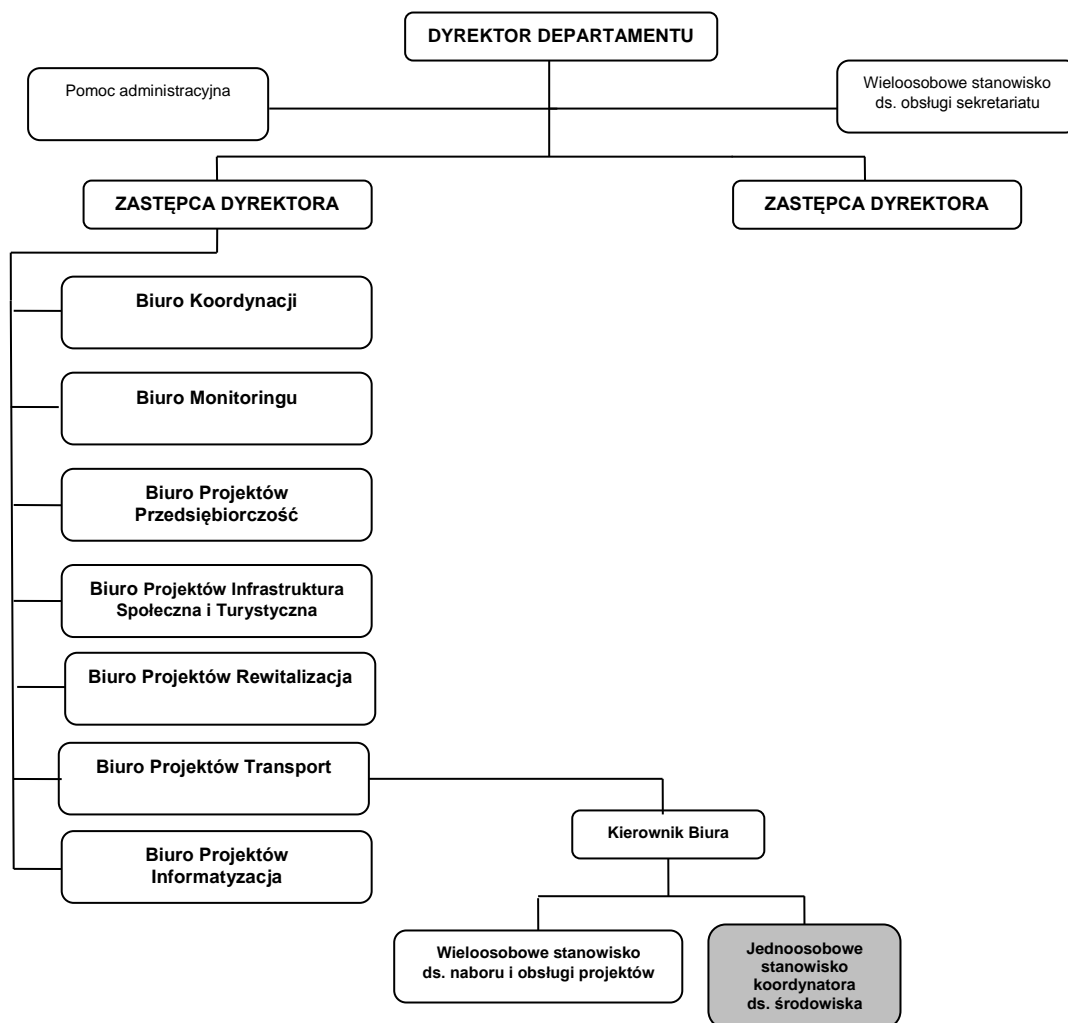 DYREKTOR DEPARTAMENTU
Pomoc administracyjna
Wieloosobowe stanowisko
ds. obsługi sekretariatu
ZASTĘPCA DYREKTORA
ZASTĘPCA DYREKTORA
Biuro Koordynacji
Biuro Monitoringu
Biuro Projektów
Przedsiębiorczość
Biuro Projektów Infrastruktura
Społeczna i Turystyczna
Biuro Projektów Rewitalizacja
Biuro Projektów Transport
Biuro Projektów
Informatyzacja
Kierownik Biura
Wieloosobowe stanowisko
ds. naboru i obsługi projektów
Jednoosobowe
stanowisko
koordynatora
ds. środowiska